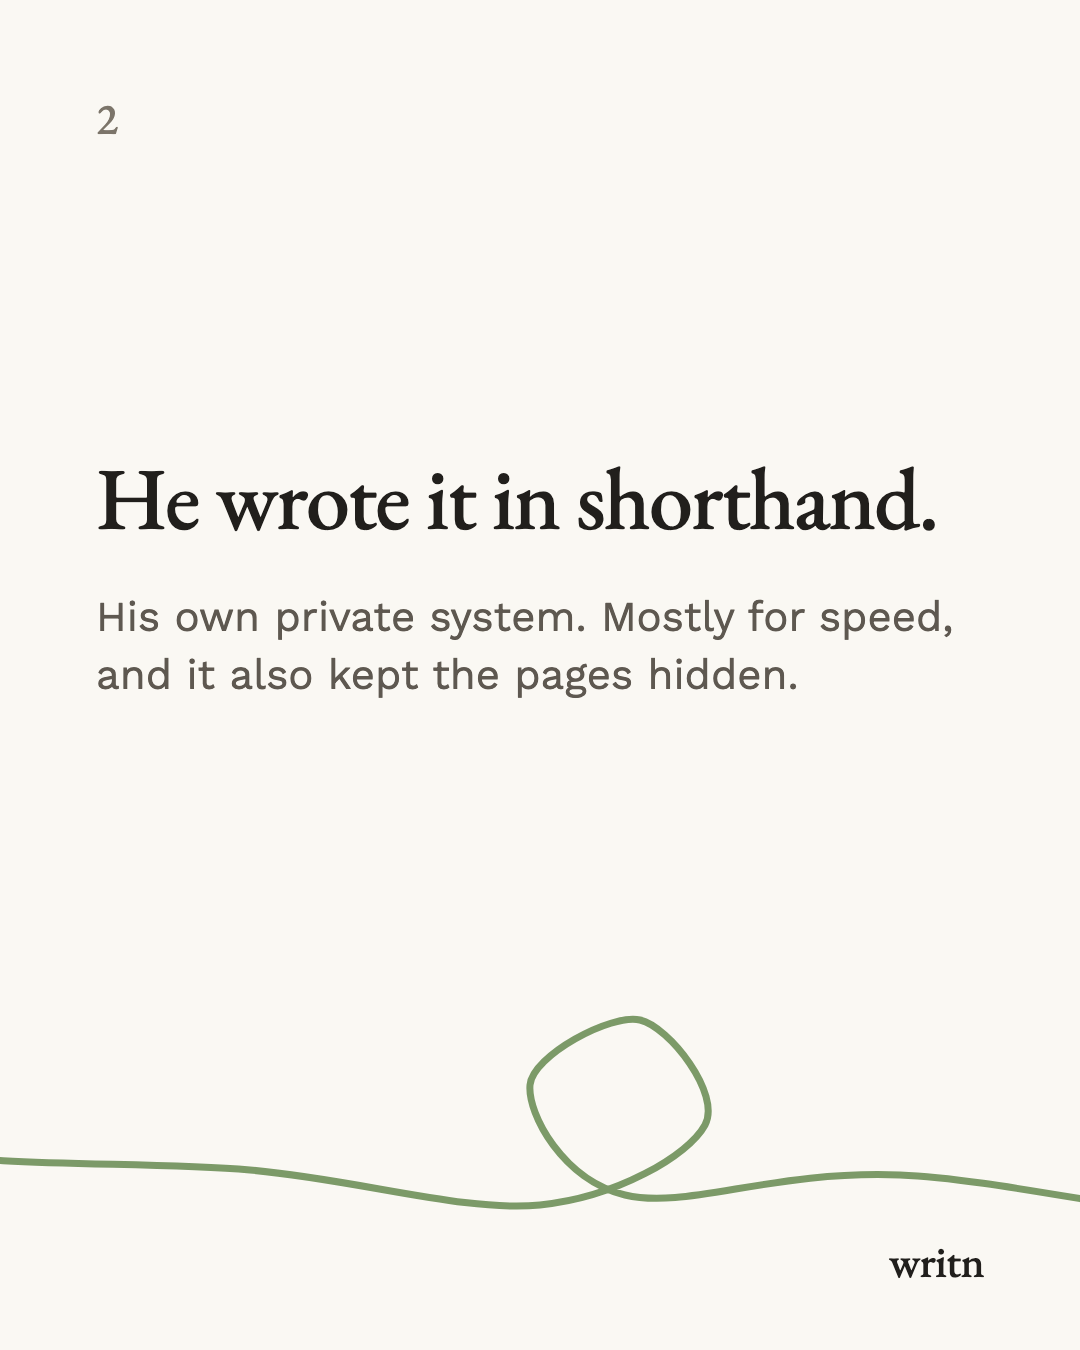 2
He wrote it in shorthand.
His own private system. Mostly for speed,
and it also kept the pages hidden.
writn